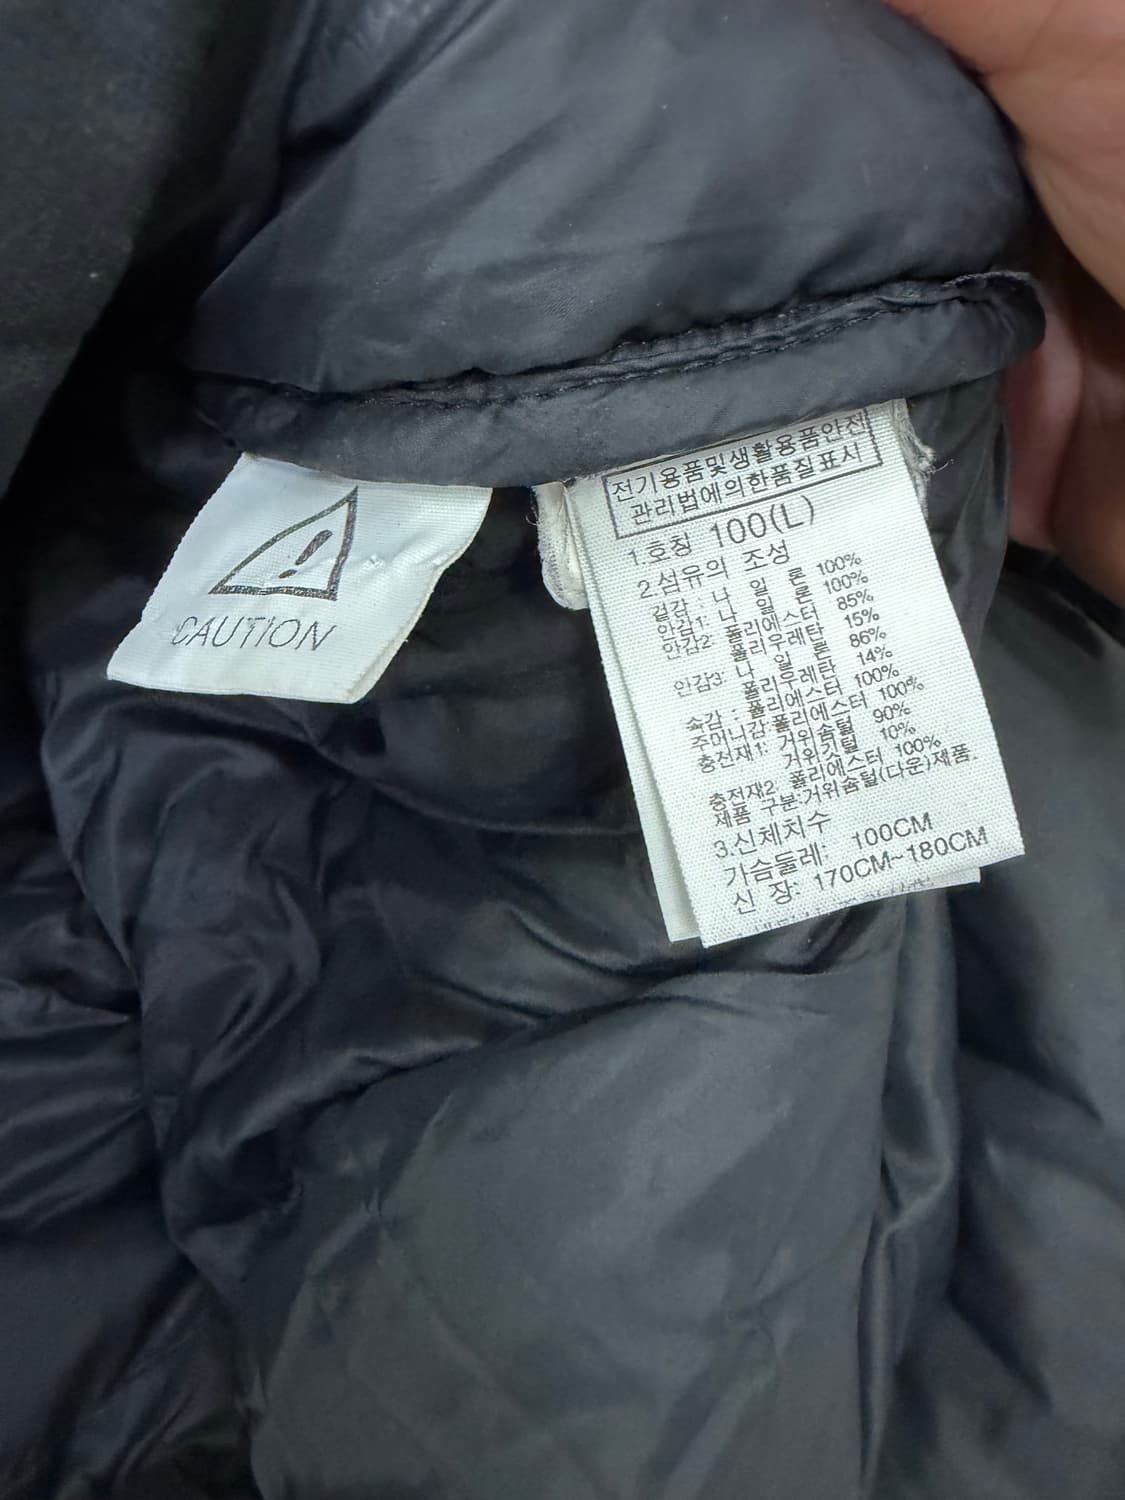 CAUTION
전기용품및생활용품안전
관리법에의한품질표시
1.호칭 100(L)
2.섬유의 조성
겉감 : 나 일 론 100%
안감1: 나 일 론 100%
안감2: 폴리에스터 85%
폴리우레탄 15%
안감3: 나 일 론 86%
폴리우레탄 14%
솜감 : 폴리에스터 100%
주머니감:폴리에스터 100%
충전재1: 거위솜털 90%
거위깃털 10%
충전재2: 폴리에스터 100%
제품 구분:거위솜털(다운)제품.
3.신체치수
가슴둘레: 100CM
신 장: 170CM~180CM